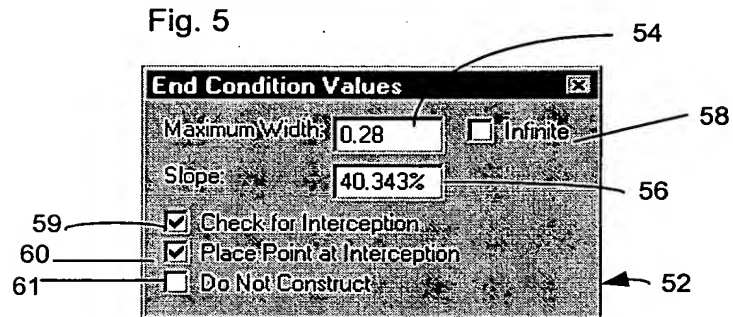 Fig. 5
54
End Condition Values
Maximum Width: 0.28 Infinite
58
Slope: 40.343%
56
59 Check for Interception
60 Place Point at Interception
61 Do Not Construct
52